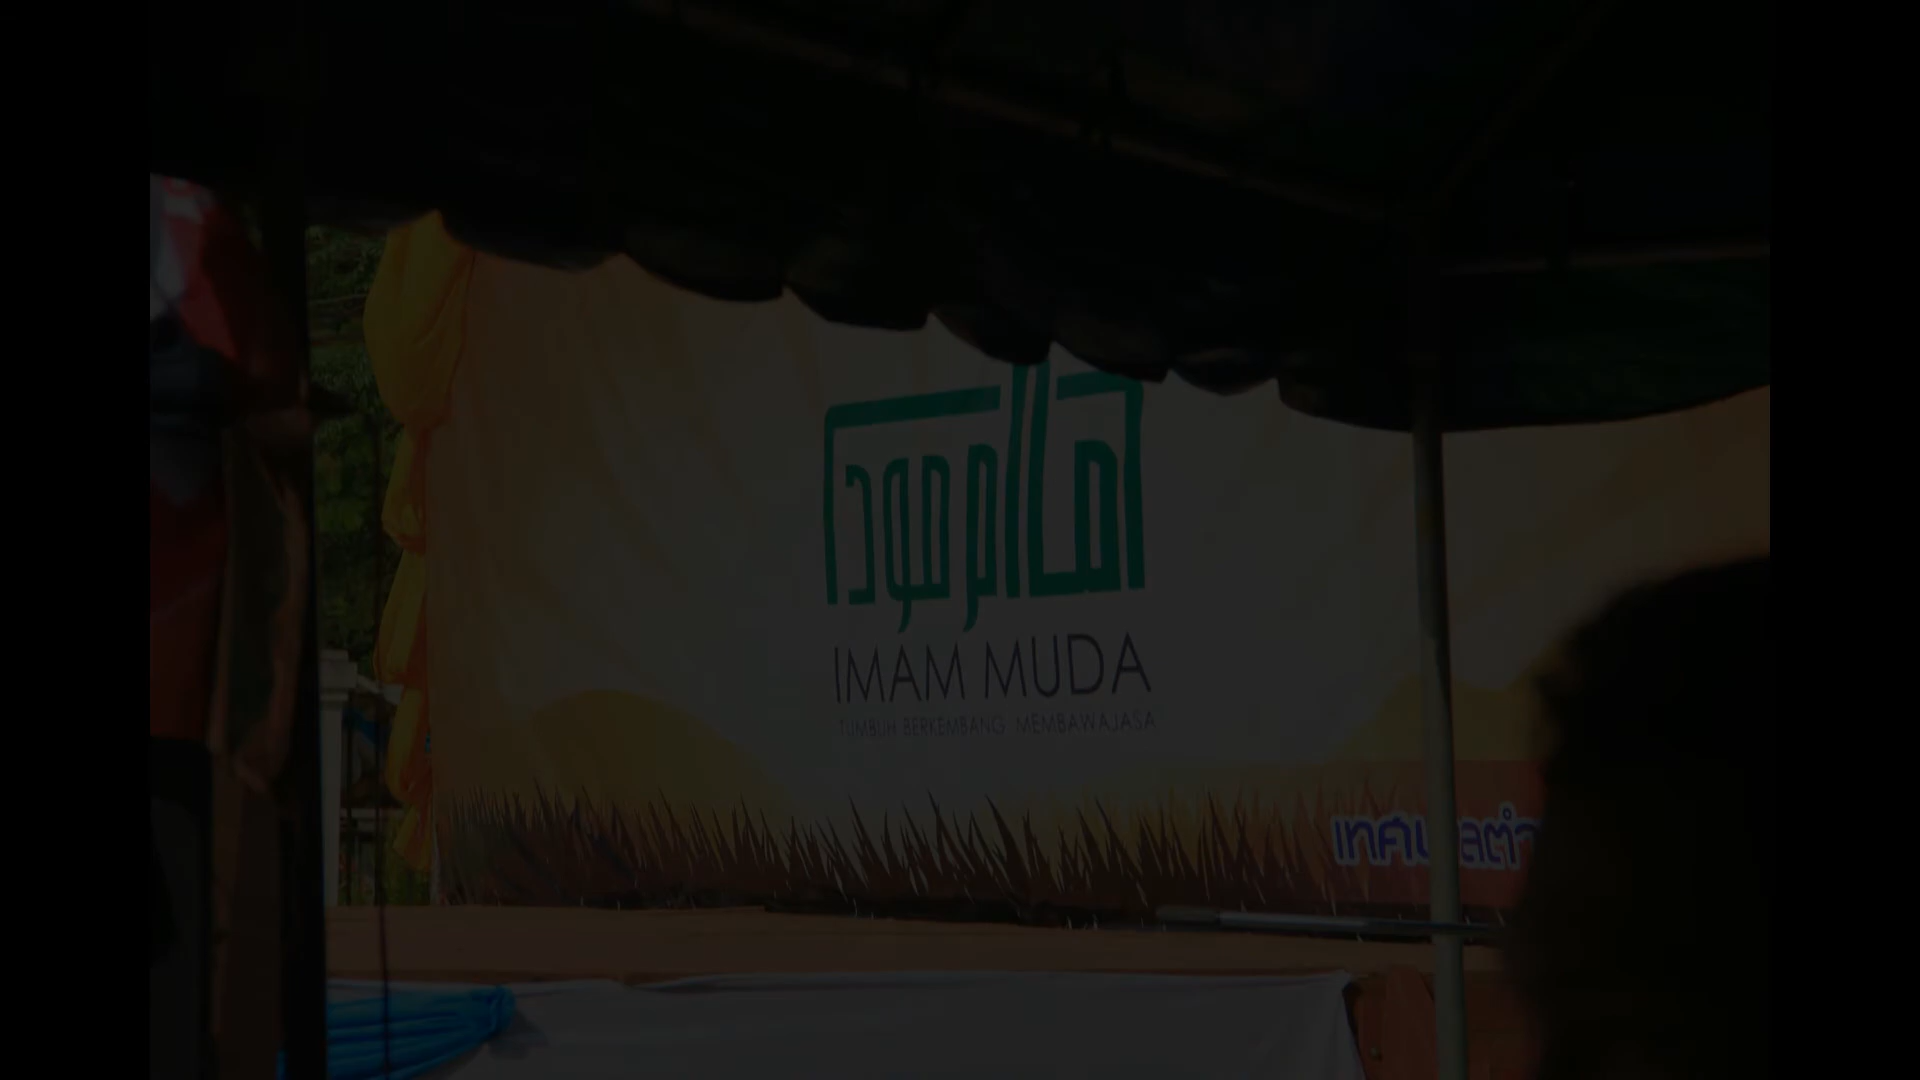 امام مودا
IMAM MUDA
TUMBUH BERKEMBANG MEMBAWA JASA